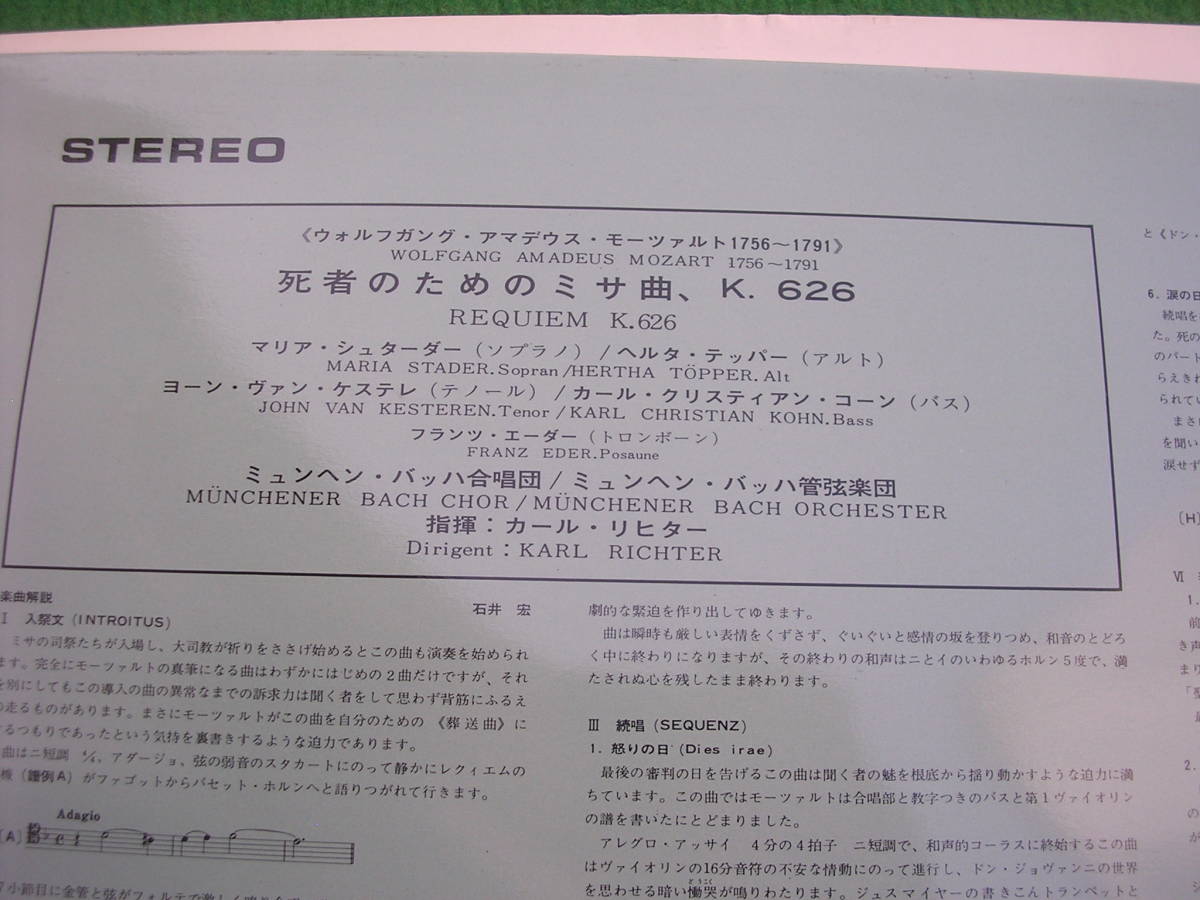 STEREO
《ウォルフガング・アマデウス・モーツァルト1756〜1791》
WOLFGANG AMADEUS MOZART 1756〜1791
死者のためのミサ曲、K. 626
REQUIEM K.626
マリア・シュターダー（ソプラノ）/ヘルタ・テッパー（アルト）
MARIA STADER.Sopran/HERTHA TÖPPER.Alt
ヨーン・ヴァン・ケステレ（テノール）/カール・クリスティアン・コーン（バス）
JOHN VAN KESTEREN.Tenor/KARL CHRISTIAN KOHN.Bass
フランツ・エーダー（トロンボーン）
FRANZ EDER.Posaune
ミュンヘン・バッハ合唱団/ミュンヘン・バッハ管弦楽団
MÜNCHENER BACH CHOR/MÜNCHENER BACH ORCHESTER
指揮：カール・リヒター
Dirigent：KARL RICHTER
楽曲解説
石井 宏
I 入祭文(INTROITUS)
ミサの司祭たちが入場し、大司教が祈りをささげ始めるとこの曲も演奏を始められ
ます。完全にモーツァルトの真筆になる曲はわずかにはじめの2曲だけですが、それ
を別にしてもこの導入の曲の異常なまでの訴求力は聞く者をして思わず背筋にふるえ
の走るものがあります。まさにモーツァルトがこの曲を自分のための《葬送曲》に
するつもりであったという気持を裏書きするような迫力であります。
曲はニ短調 4/4、アダージョ、弦の弱音のスタカートにのって静かにレクィエムの
機(譜例A)がファゴットからバセット・ホルンへと語りつがれて行きます。
Adagio
[A]
7小節目に金管と弦がフォルテで激しく
劇的な緊迫を作り出してゆきます。
曲は瞬時も厳しい表情をくずさず、ぐいぐいと感情の坂を登りつめ、和音のとどろ
く中に終わりになりますが、その終わりの和声はニとイのいわゆるホルン5度で、満
たされぬ心を残したまま終わります。
III 続唱(SEQUENZ)
1. 怒りの日(Dies irae)
最後の審判の日を告げるこの曲は聞く者の魅を根底から揺り動かすような迫力に満
ちています。この曲ではモーツァルトは合唱部と数字つきのバスと第1ヴァイオリン
の譜を書いたにとどまりました。
アレグロ・アッサイ 4分の4拍子 ニ短調で、和声的コーラスに終始するこの曲
はヴァイオリンの16分音符の不安な情動にのって進行し、ドン・ジョヴァンニの世界
を思わせる暗い慟哭が鳴りわたります。ジュスマイヤーの書きこんトランペットと
と《ドン・
6. 涙の日
続唱を
た。死の
のパート
らえきれ
られてい
まさに
を聞い
涙せず
[H]
VI
1.
前
き声
まり
2.
の
が